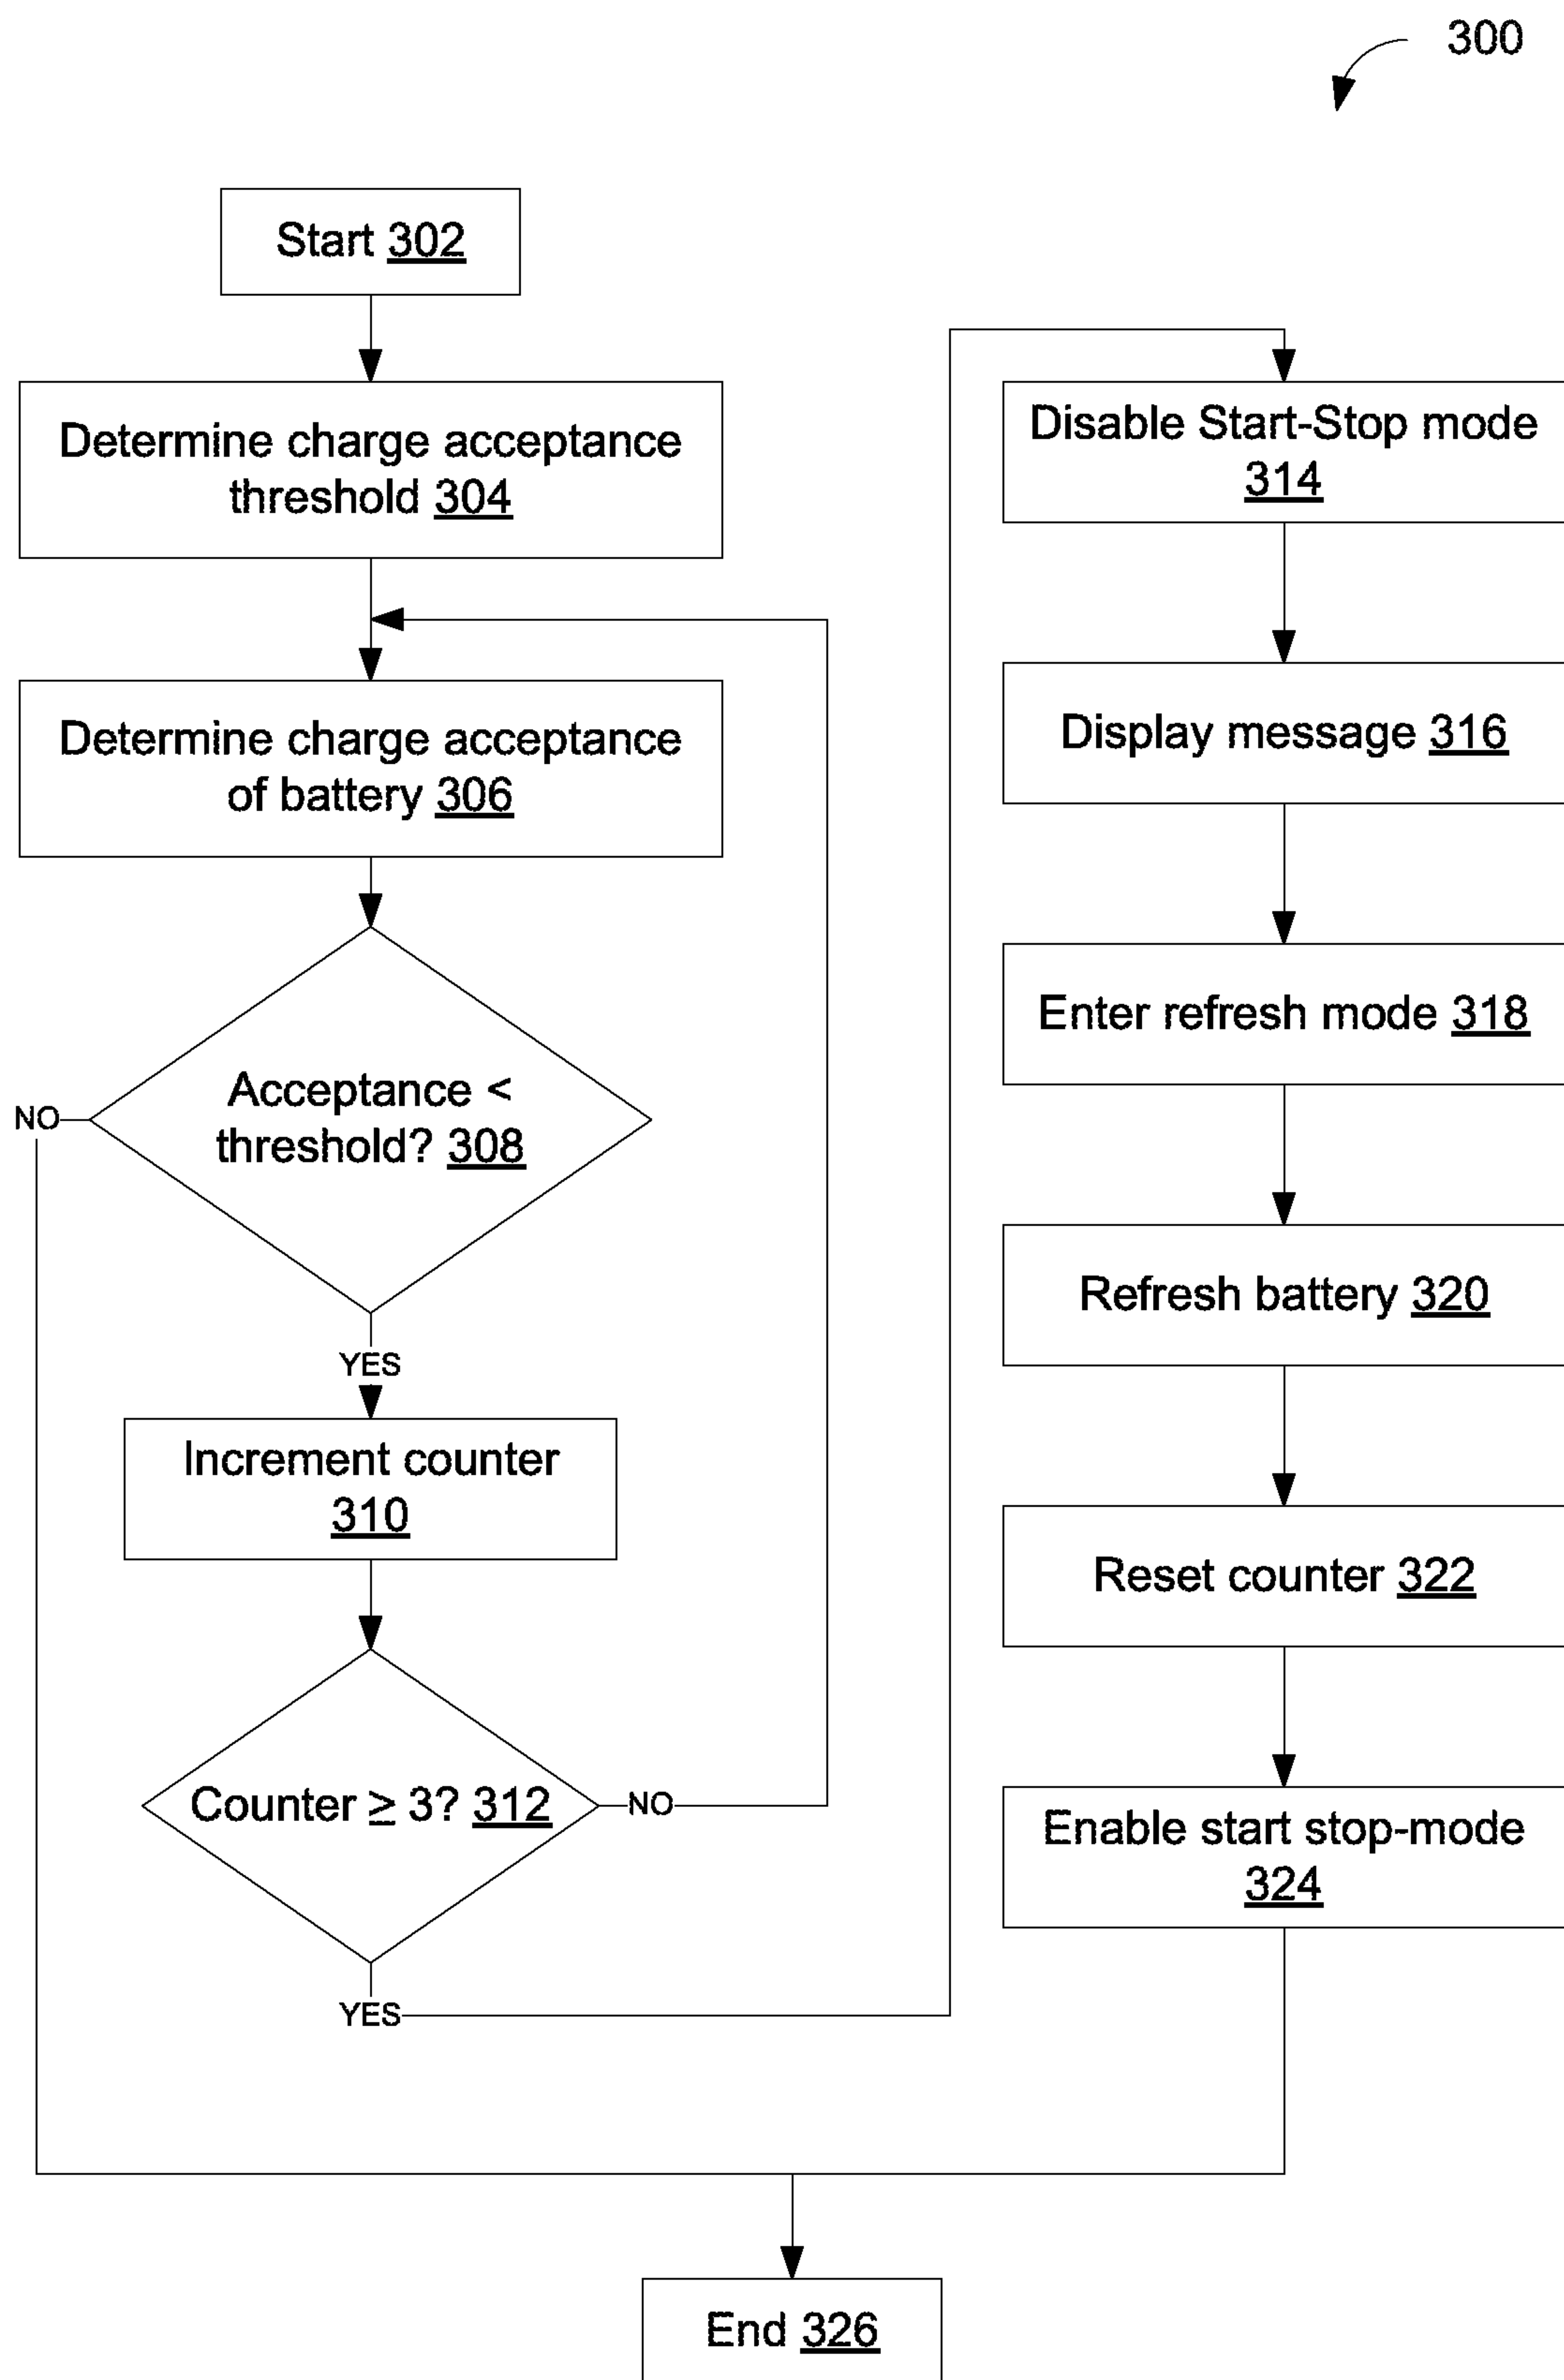 300
Start 302
Determine charge acceptance
threshold 304
Determine charge acceptance
of battery 306
Acceptance <
threshold? 308
NO
YES
Increment counter
310
Counter ≥ 3? 312
NO
YES
Disable Start-Stop mode
314
Display message 316
Enter refresh mode 318
Refresh battery 320
Reset counter 322
Enable start stop-mode
324
End 326